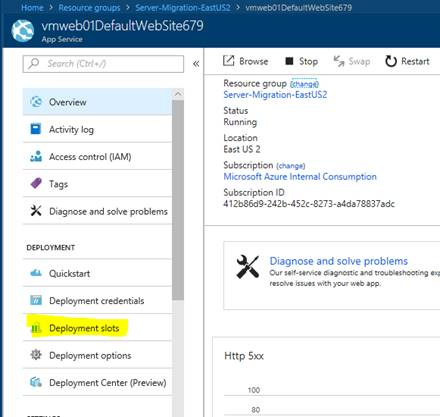 Home > Resource groups > Server-Migration-EastUS2 > vmweb01DefaultWebSite679
vmweb01DefaultWebSite679
App Service
Search (Ctrl+/)
Overview
Activity log
Access control (IAM)
Tags
Diagnose and solve problems
DEPLOYMENT
Quickstart
Deployment credentials
Deployment slots
Deployment options
Deployment Center (Preview)
Browse Stop Swap Restart
Resource group (change)
Server-Migration-EastUS2
Status
Running
Location
East US 2
Subscription (change)
Microsoft Azure Internal Consumption
Subscription ID
412b86d9-242b-452c-8273-a4da78837adc
Diagnose and solve problems
Our self-service diagnostic and troubleshooting exp
resolve issues with your web app.
Http 5xx
100
80